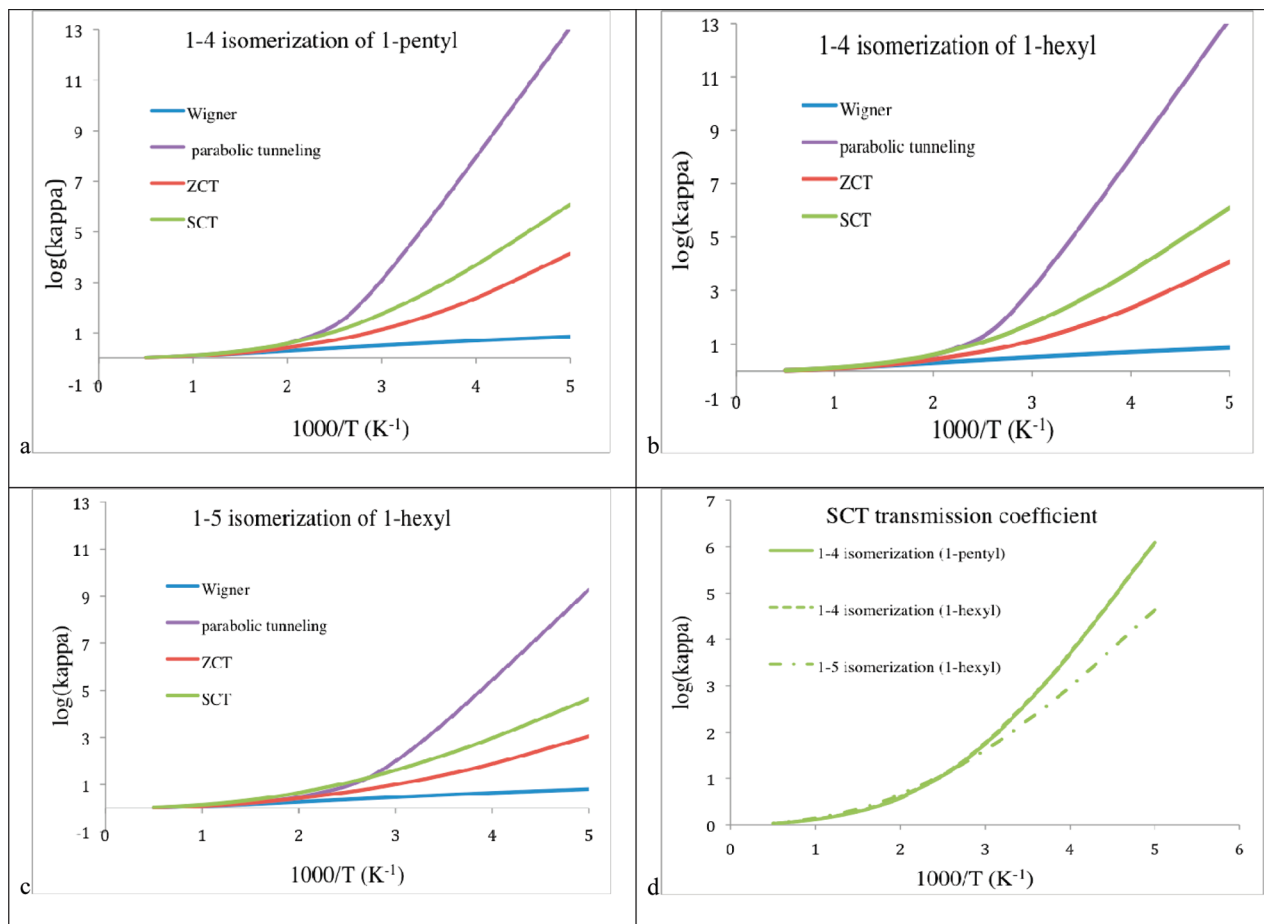 1-4 isomerization of 1-pentyl
13
11
9
7
5
3
1
-1
log(kappa)
Wigner
parabolic tunneling
ZCT
SCT
0 1 2 3 4 5
1000/T (K-1)
a
1-4 isomerization of 1-hexyl
13
11
9
7
5
3
1
-1
log(kappa)
Wigner
parabolic tunneling
ZCT
SCT
0 1 2 3 4 5
1000/T (K-1)
b
1-5 isomerization of 1-hexyl
13
11
9
7
5
3
1
-1
log(kappa)
Wigner
parabolic tunneling
ZCT
SCT
0 1 2 3 4 5
1000/T (K-1)
c
SCT transmission coefficient
7
6
5
4
3
2
1
0
log(kappa)
1-4 isomerization (1-pentyl)
1-4 isomerization (1-hexyl)
1-5 isomerization (1-hexyl)
0 1 2 3 4 5 6
1000/T (K-1)
d